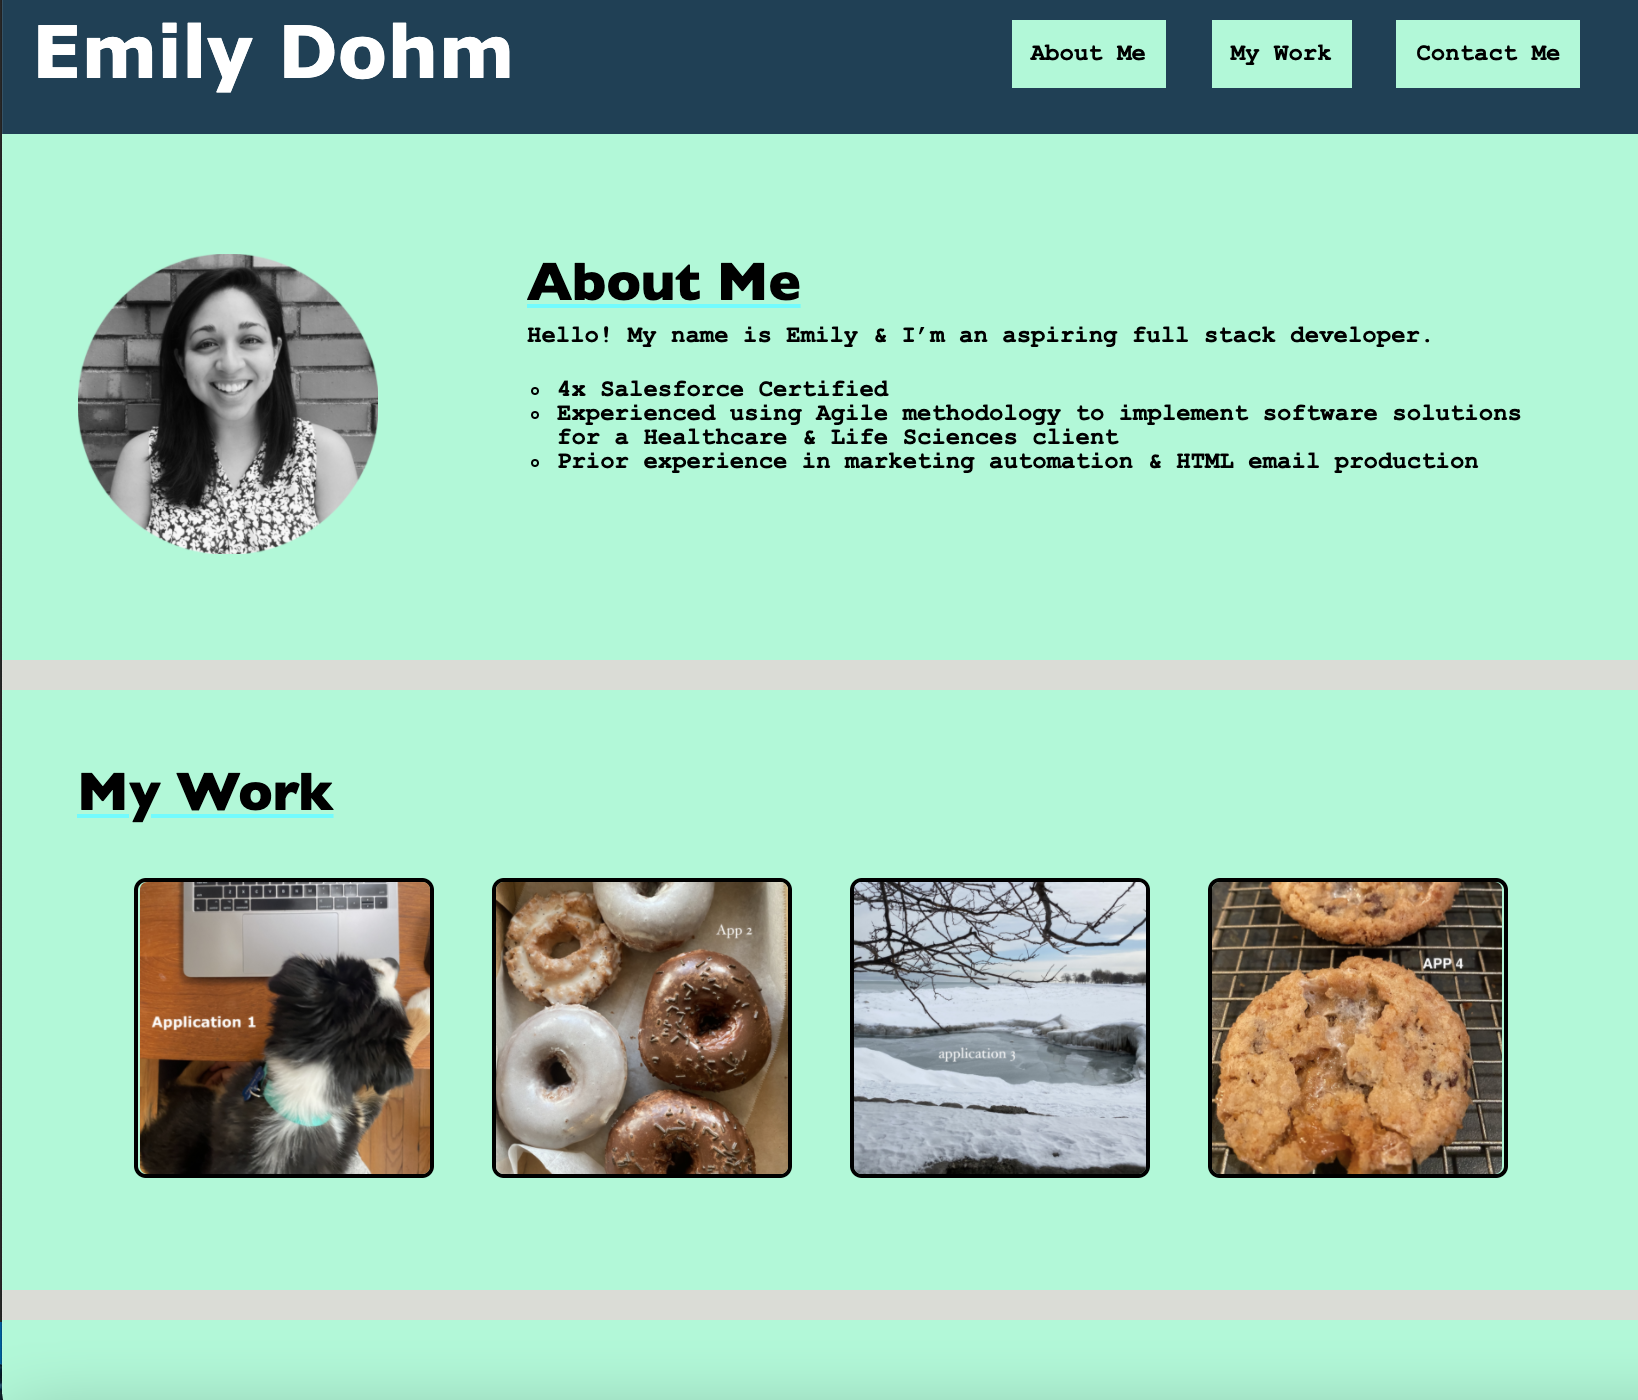 Emily Dohm
About Me
My Work
Contact Me
About Me
Hello! My name is Emily & I’m an aspiring full stack developer.
4x Salesforce Certified
Experienced using Agile methodology to implement software solutions
for a Healthcare & Life Sciences client
Prior experience in marketing automation & HTML email production
My Work
Application 1
App 2
application 3
APP 4